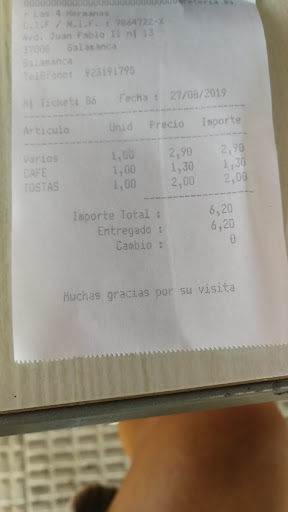 r Las 4 Hermanas
C.I.F / N.I.F. : 7864722-X
Avd. Juan Pablo II nº 13
37008 Salamanca
Salamanca
Teléfono: 923191795
Nº Ticket: 86 Fecha : 27/08/2019
Articulo Unid Precio Importe
Varios 1,00 2,90 2,90
CAFE 1,00 1,30 1,30
TOSTAS 1,00 2,00 2,00
Importe Total : 6,20
Entregado : 6,20
Cambio : 0
Muchas gracias por su visita